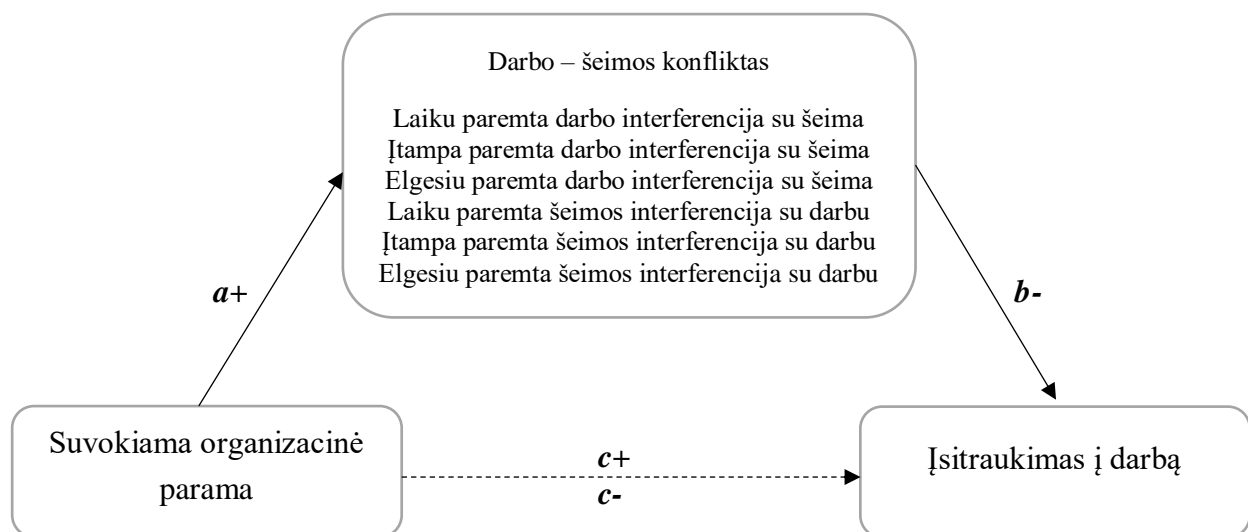 Darbo – šeimos konfliktas
Laiku paremta darbo interferencija su šeima
Įtampa paremta darbo interferencija su šeima
Elgesiu paremta darbo interferencija su šeima
Laiku paremta šeimos interferencija su darbu
Įtampa paremta šeimos interferencija su darbu
Elgesiu paremta šeimos interferencija su darbu
a+
b-
Suvokiama organizacinė
parama
c+
c-
Įsitraukimas į darbą